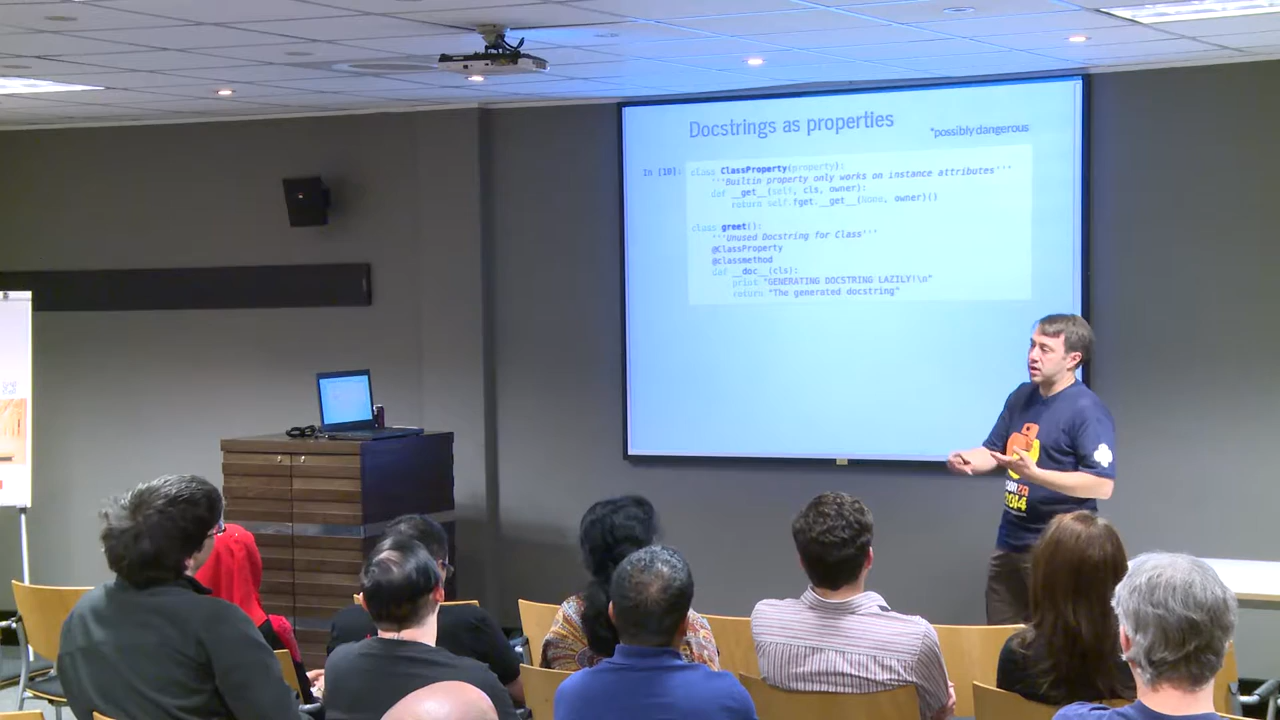 Docstrings as properties
*possibly dangerous
In [10]: class ClassProperty(property):
'''Builtin property only works on instance attributes'''
def __get__(self, cls, owner):
return self.fget.__get__(None, owner)()
class greet():
'''Unused Docstring for Class'''
@ClassProperty
@classmethod
def __doc__(cls):
print "GENERATING DOCSTRING LAZILY!\n"
return "The generated docstring"
2014